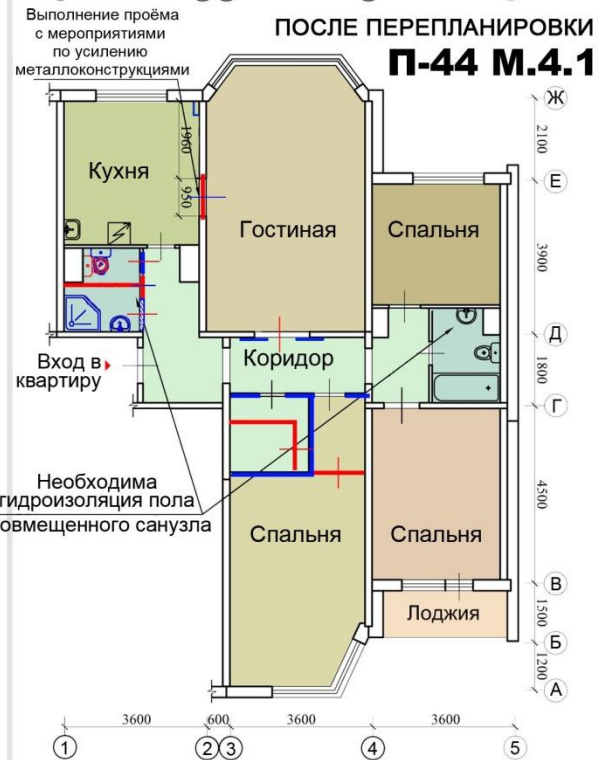 Выполнение проёма
с мероприятиями
по усилению
металлоконструкциями
ПОСЛЕ ПЕРЕПЛАНИРОВКИ
П-44 М.4.1
Ж
2100
1960
Кухня
Е
950
Гостиная
Спальня
3900
Д
Вход в
квартиру
Коридор
1800
Г
Необходима
гидроизоляция пола
совмещенного санузла
4500
Спальня
Спальня
В
Лоджия
1500
Б
1200
А
3600
600
3600
3600
1
2
3
4
5